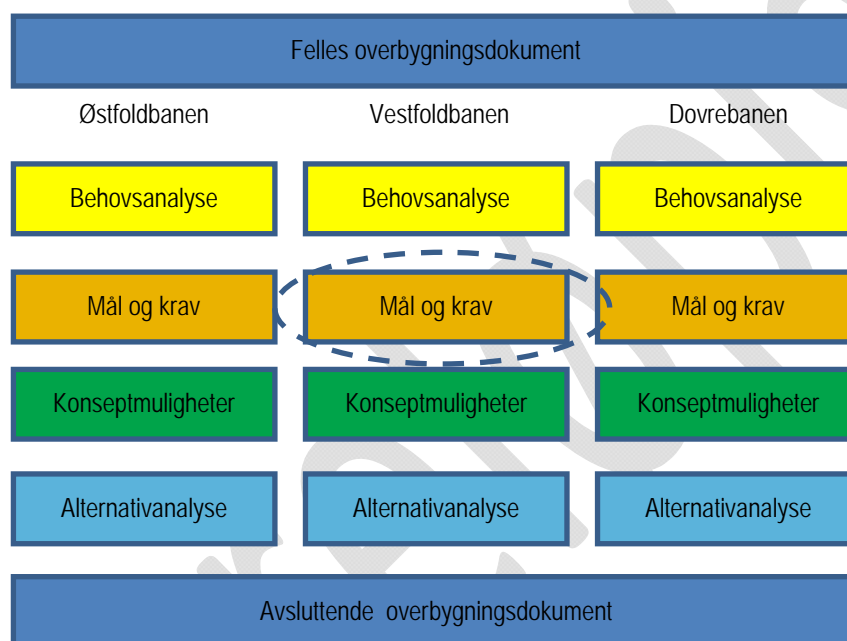 Felles overbygningsdokument
Østfoldbanen Vestfoldbanen Dovrebanen
Behovsanalyse Behovsanalyse Behovsanalyse
Mål og krav Mål og krav Mål og krav
Konseptmuligheter Konseptmuligheter Konseptmuligheter
Alternativanalyse Alternativanalyse Alternativanalyse
Avsluttende overbygningsdokument